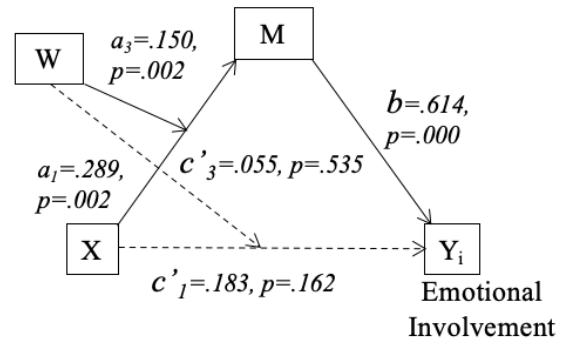 M
a3=.150,
p=.002
W
b=.614,
p=.000
a1=.289,
p=.002
c'3=.055, p=.535
X
Yi
c'1=.183, p=.162
Emotional
Involvement